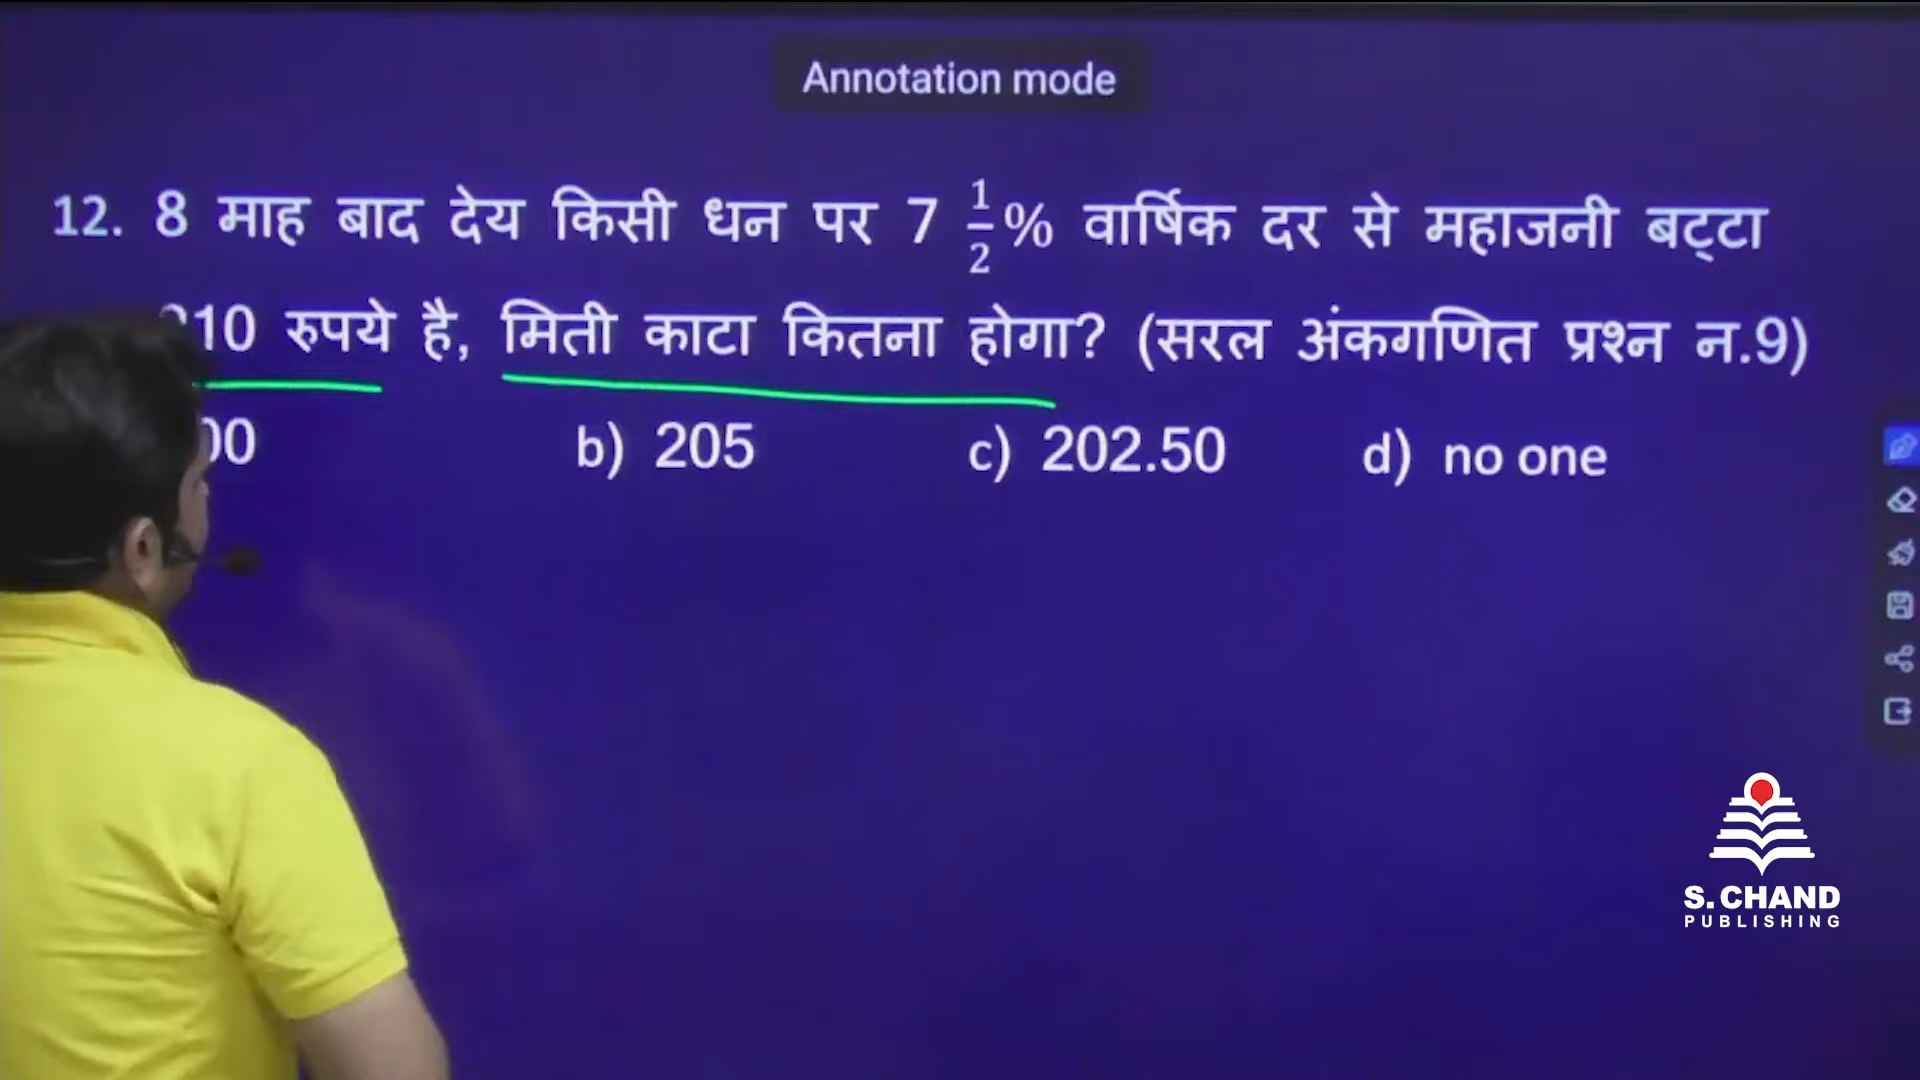 Annotation mode
12. 8 माह बाद देय किसी धन पर 7 1/2% वार्षिक दर से महाजनी बट्टा
10 रुपये है, मिती काटा कितना होगा? (सरल अंकगणित प्रश्न न.9)
00 b) 205 c) 202.50 d) no one
S. CHAND
PUBLISHING